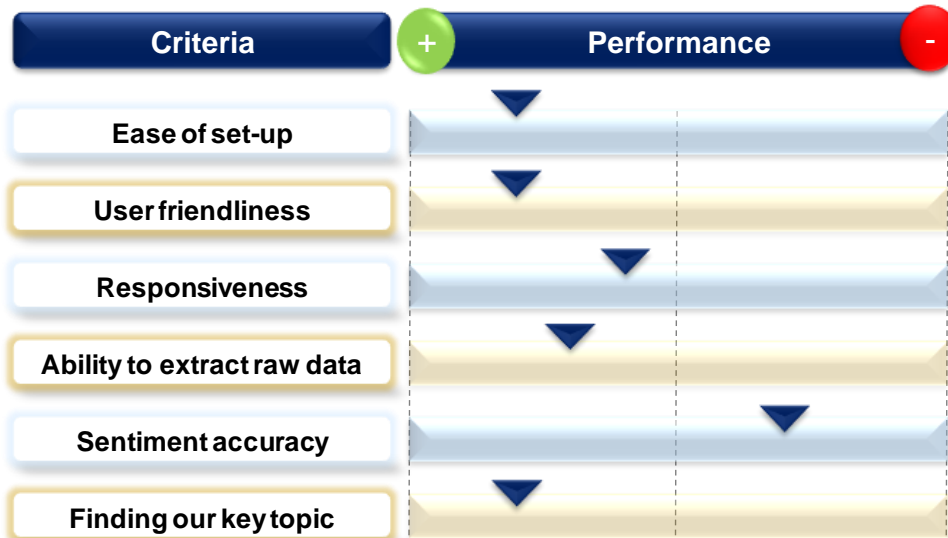 Criteria
+
Performance
-
Ease of set-up
User friendliness
Responsiveness
Ability to extract raw data
Sentiment accuracy
Finding our key topic